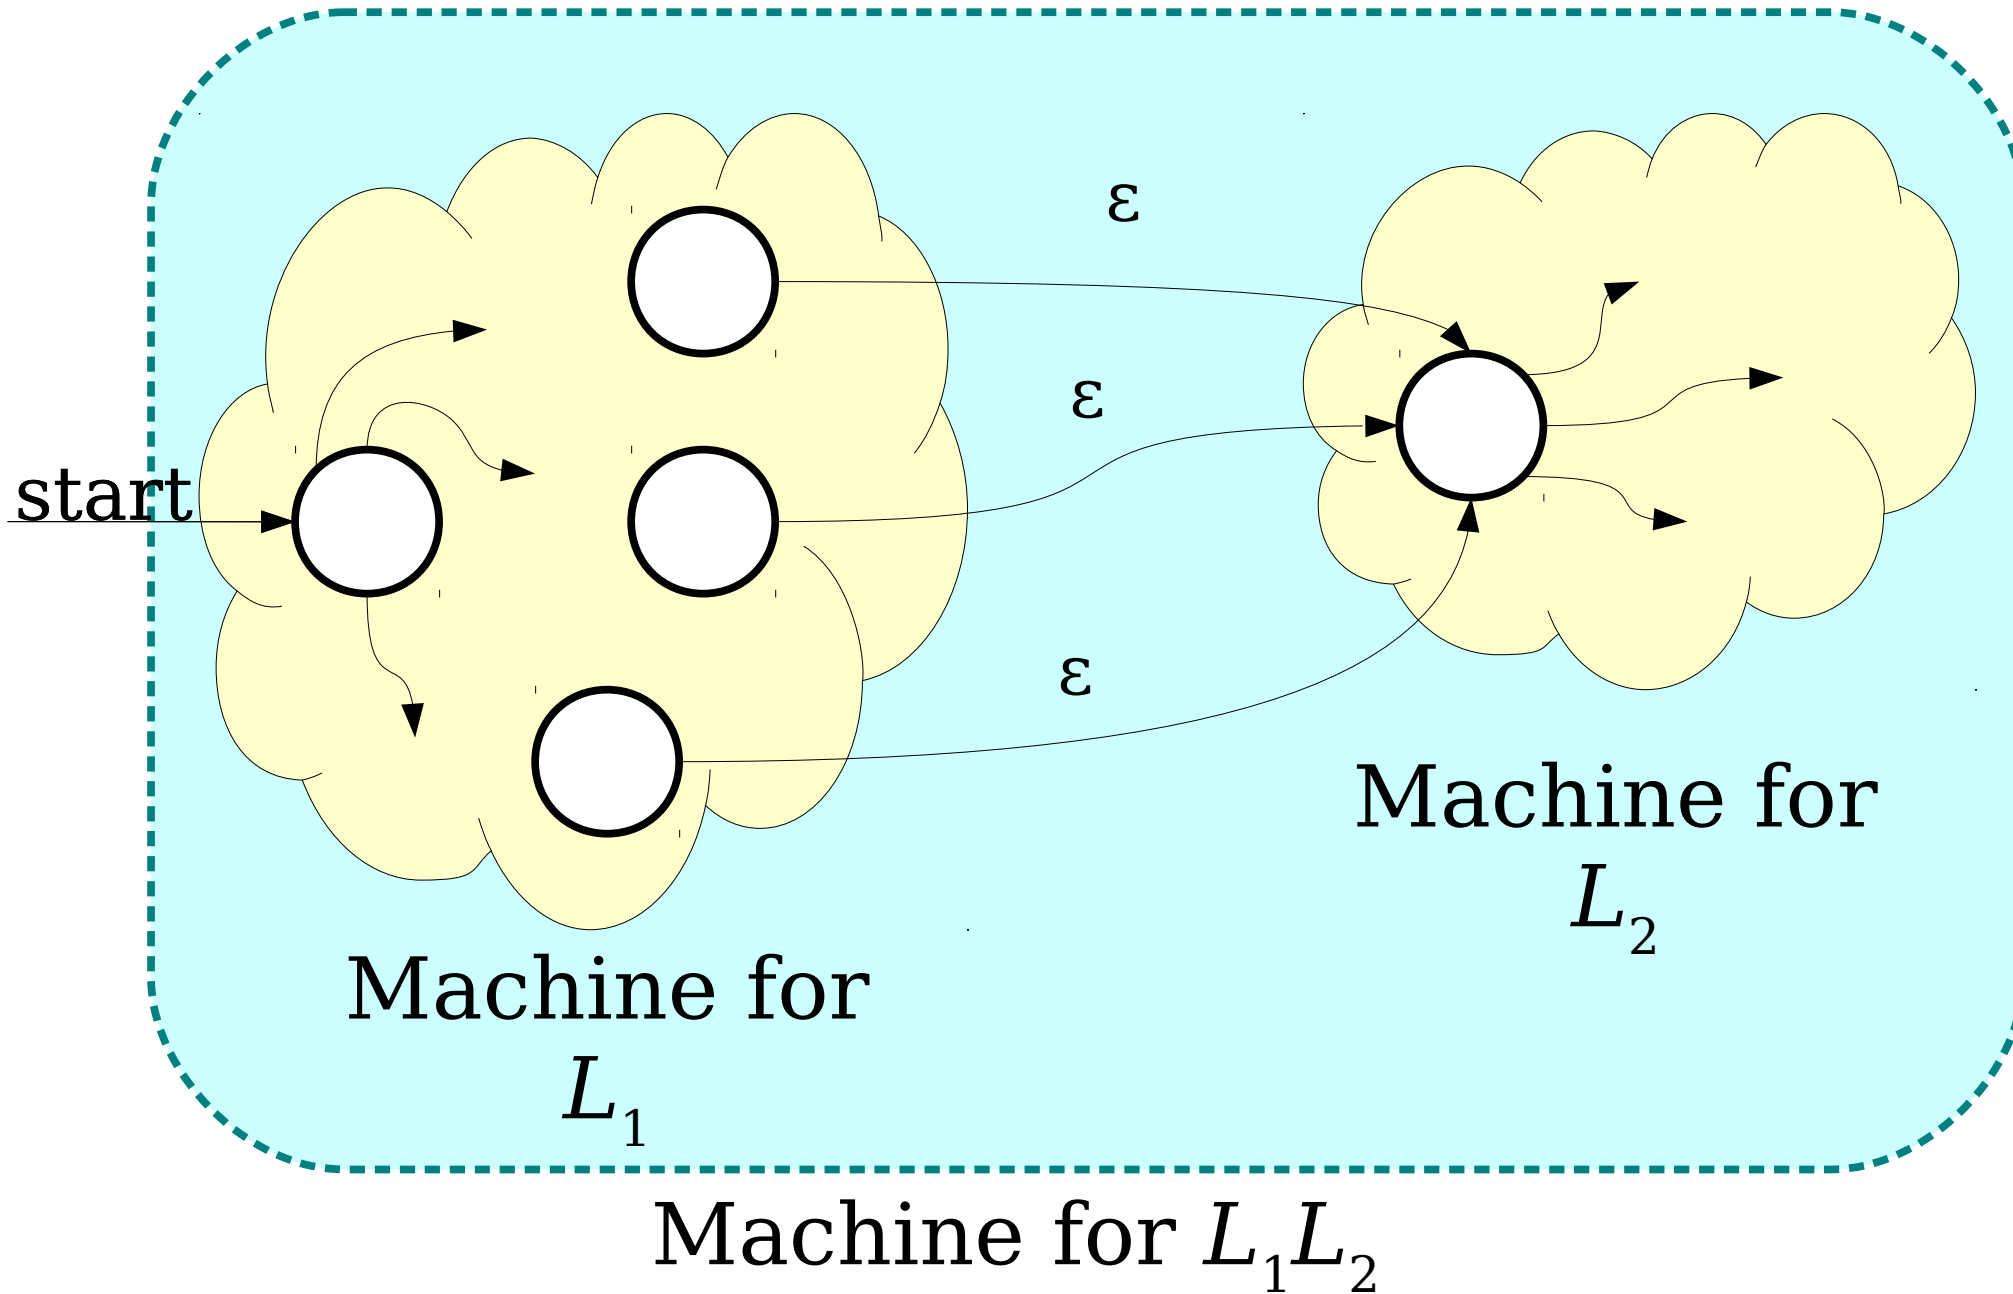 ε
ε
start
ε
Machine for
L₂
Machine for
L₁
Machine for L₁L₂